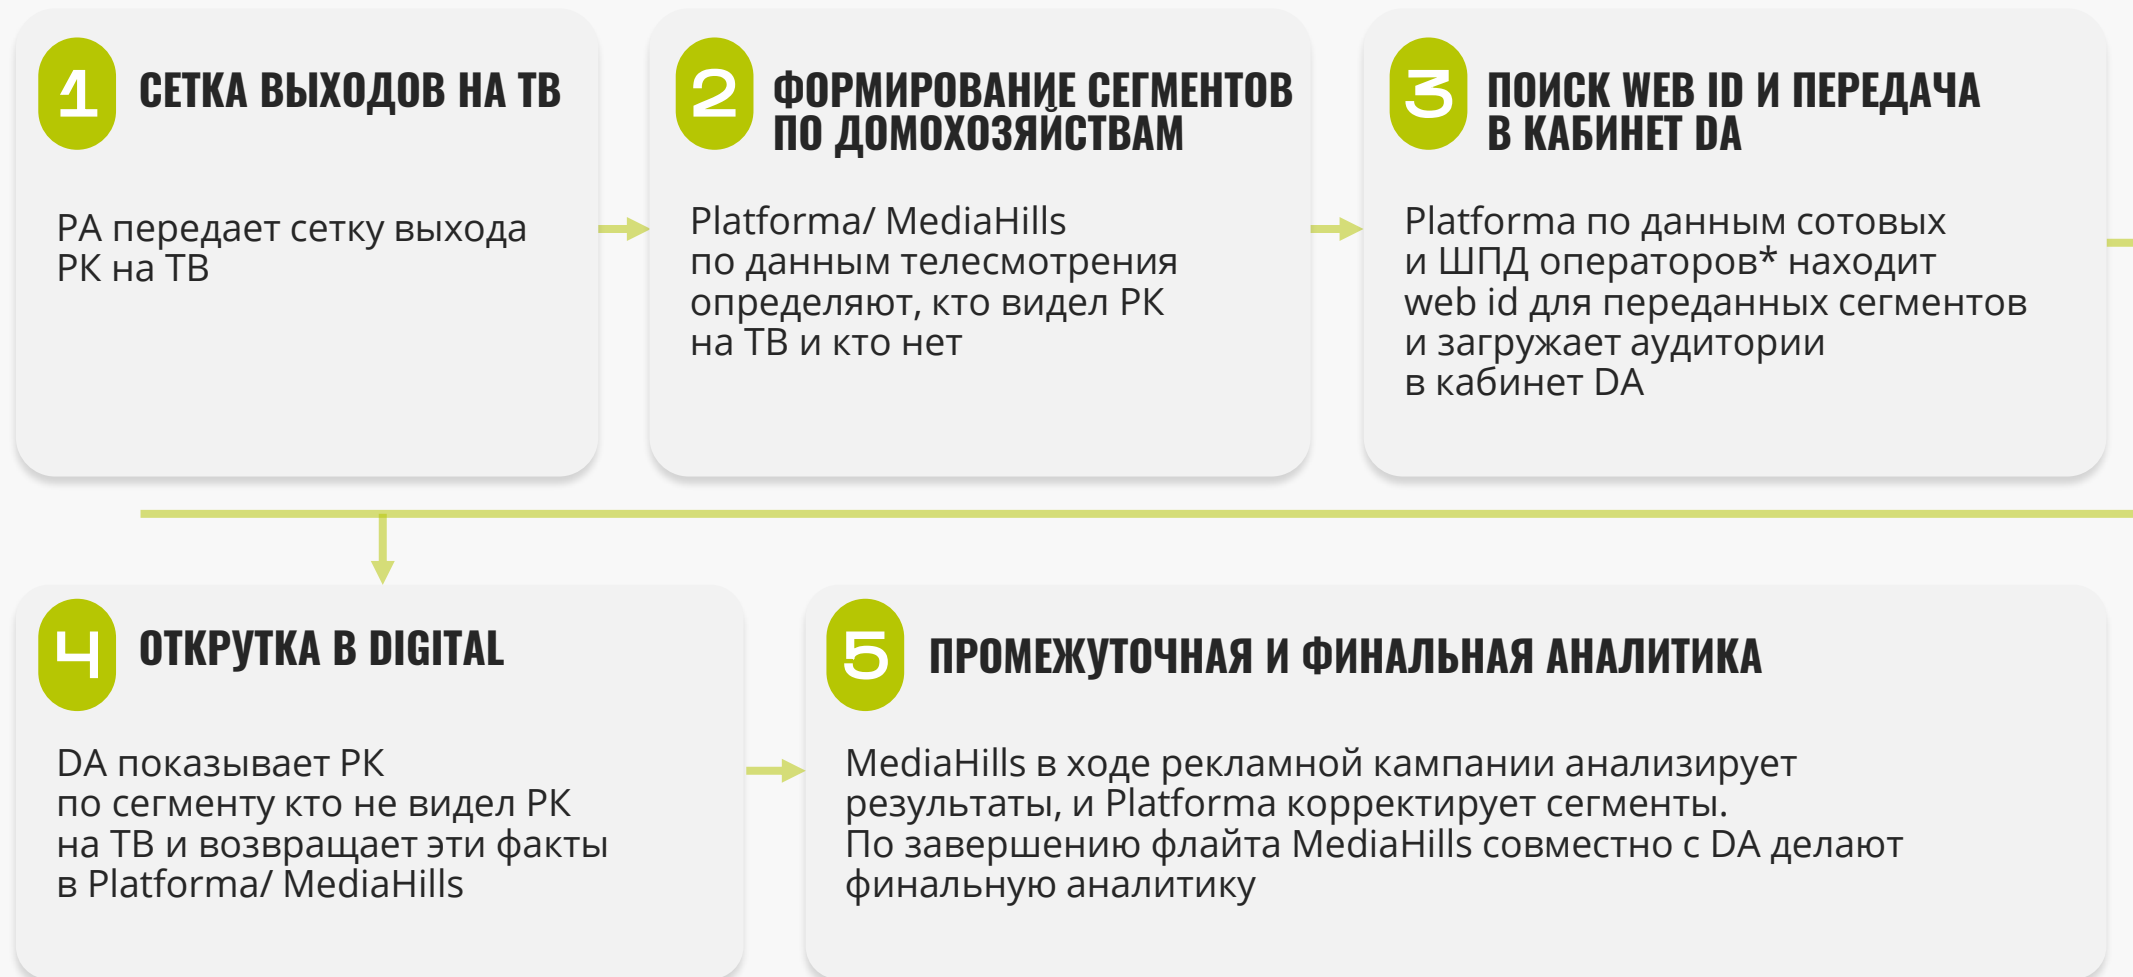 1
СЕТКА ВЫХОДОВ НА ТВ
РА передает сетку выхода
РК на ТВ
2
ФОРМИРОВАНИЕ СЕГМЕНТОВ
ПО ДОМОХОЗЯЙСТВАМ
Platforma/ MediaHills
по данным телесмотрения
определяют, кто видел РК
на ТВ и кто нет
3
ПОИСК WEB ID И ПЕРЕДАЧА
В КАБИНЕТ DA
Platforma по данным сотовых
и ШПД операторов* находит
web id для переданных сегментов
и загружает аудитории
в кабинет DA
4
ОТКРУТКА В DIGITAL
DA показывает РК
по сегменту кто не видел РК
на ТВ и возвращает эти факты
в Platforma/ MediaHills
5
ПРОМЕЖУТОЧНАЯ И ФИНАЛЬНАЯ АНАЛИТИКА
MediaHills в ходе рекламной кампании анализирует
результаты, и Platforma корректирует сегменты.
По завершению флайта MediaHills совместно с DA делают
финальную аналитику